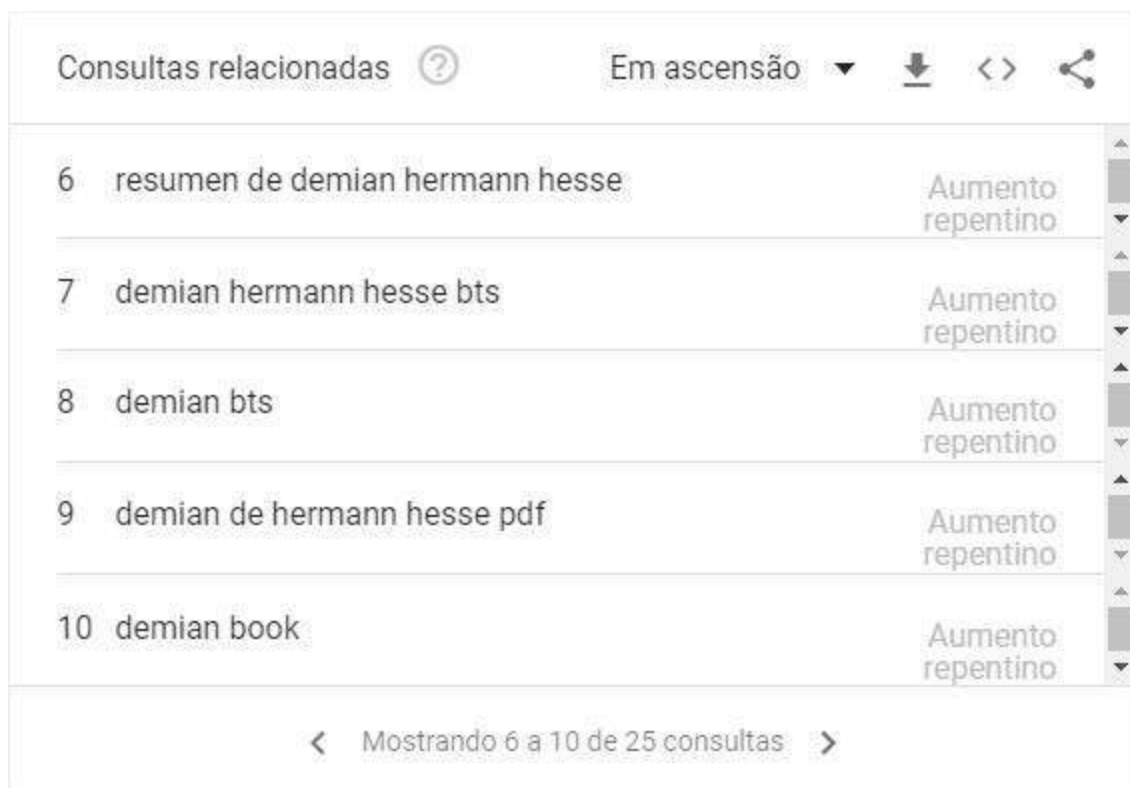 Consultas relacionadas ? Em ascensão
6 resumen de demian hermann hesse Aumento
repentino
7 demian hermann hesse bts Aumento
repentino
8 demian bts Aumento
repentino
9 demian de hermann hesse pdf Aumento
repentino
10 demian book Aumento
repentino
Mostrando 6 a 10 de 25 consultas